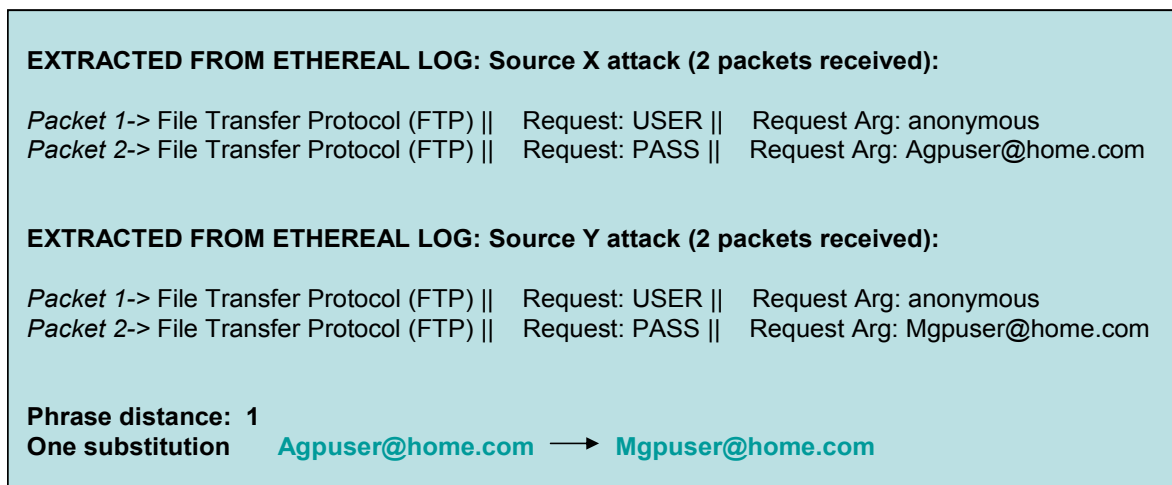 EXTRACTED FROM ETHEREAL LOG: Source X attack (2 packets received):
Packet 1-> File Transfer Protocol (FTP) || Request: USER || Request Arg: anonymous
Packet 2-> File Transfer Protocol (FTP) || Request: PASS || Request Arg: Agpuser@home.com
EXTRACTED FROM ETHEREAL LOG: Source Y attack (2 packets received):
Packet 1-> File Transfer Protocol (FTP) || Request: USER || Request Arg: anonymous
Packet 2-> File Transfer Protocol (FTP) || Request: PASS || Request Arg: Mgpuser@home.com
Phrase distance: 1
One substitution Agpuser@home.com → Mgpuser@home.com